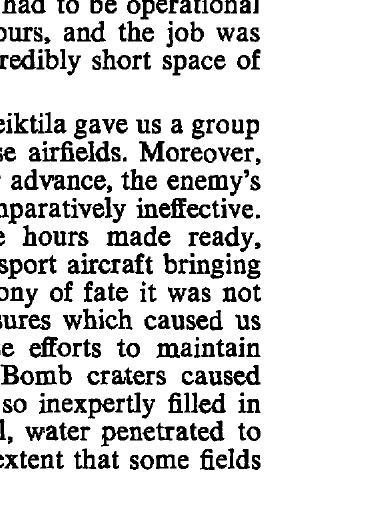 had to be operational
ours, and the job was
redibly short space of
eiktila gave us a group
se airfields. Moreover,
advance, the enemy's
mparatively ineffective.
e hours made ready,
sport aircraft bringing
ony of fate it was not
sures which caused us
e efforts to maintain
Bomb craters caused
so inexpertly filled in
l, water penetrated to
extent that some fields